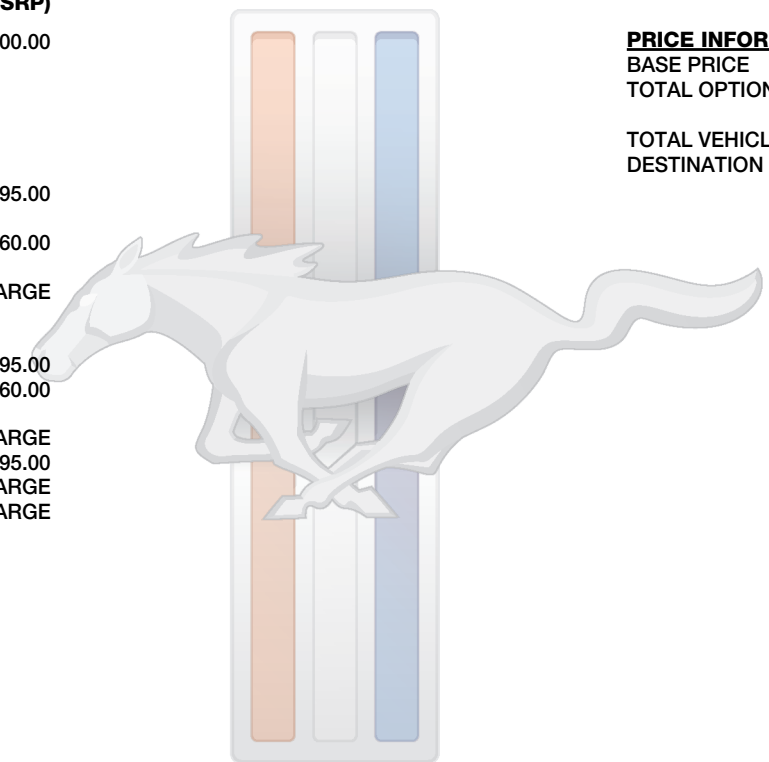 SRP)
00.00
95.00
60.00
ARGE
95.00
60.00
ARGE
95.00
ARGE
ARGE
PRICE INFOR
BASE PRICE
TOTAL OPTION
TOTAL VEHICL
DESTINATION